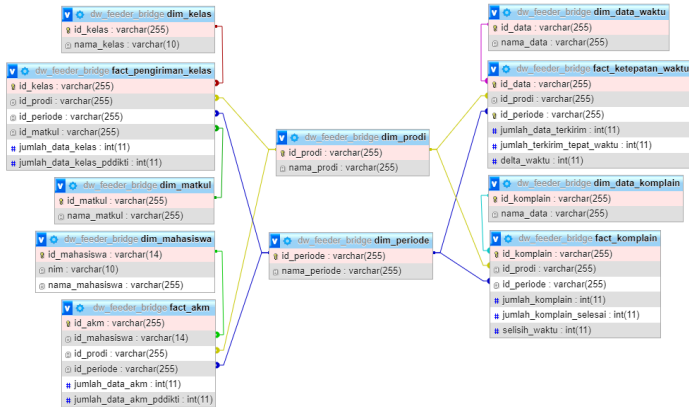 dw_feeder_bridge dim_kelas
id_kelas : varchar(255)
nama_kelas : varchar(10)
dw_feeder_bridge fact_pengiriman_kelas
id_kelas : varchar(255)
id_prodi : varchar(255)
id_periode : varchar(255)
id_matkul : varchar(255)
# jumlah_data_kelas : int(11)
# jumlah_data_kelas_pddikti : int(11)
dw_feeder_bridge dim_matkul
id_matkul : varchar(255)
nama_matkul : varchar(255)
dw_feeder_bridge dim_mahasiswa
id_mahasiswa : varchar(14)
nim : varchar(10)
nama_mahasiswa : varchar(255)
dw_feeder_bridge fact_akm
id_akm : varchar(255)
id_mahasiswa : varchar(14)
id_prodi : varchar(255)
id_periode : varchar(255)
# jumlah_data_akm : int(11)
# jumlah_data_akm_pddikti : int(11)
dw_feeder_bridge dim_prodi
id_prodi : varchar(255)
nama_prodi : varchar(255)
dw_feeder_bridge dim_periode
id_periode : varchar(255)
nama_periode : varchar(255)
dw_feeder_bridge dim_data_waktu
id_data : varchar(255)
nama_data : varchar(255)
dw_feeder_bridge fact_ketepatan_waktu
id_data : varchar(255)
id_prodi : varchar(255)
id_periode : varchar(255)
# jumlah_data_terkirim : int(11)
# jumlah_terkirim_tepat_waktu : int(11)
# delta_waktu : int(11)
dw_feeder_bridge dim_data_komplain
id_komplain : varchar(255)
nama_data : varchar(255)
dw_feeder_bridge fact_komplain
id_komplain : varchar(255)
id_prodi : varchar(255)
id_periode : varchar(255)
# jumlah_komplain : int(11)
# jumlah_komplain_selesai : int(11)
# selisih_waktu : int(11)